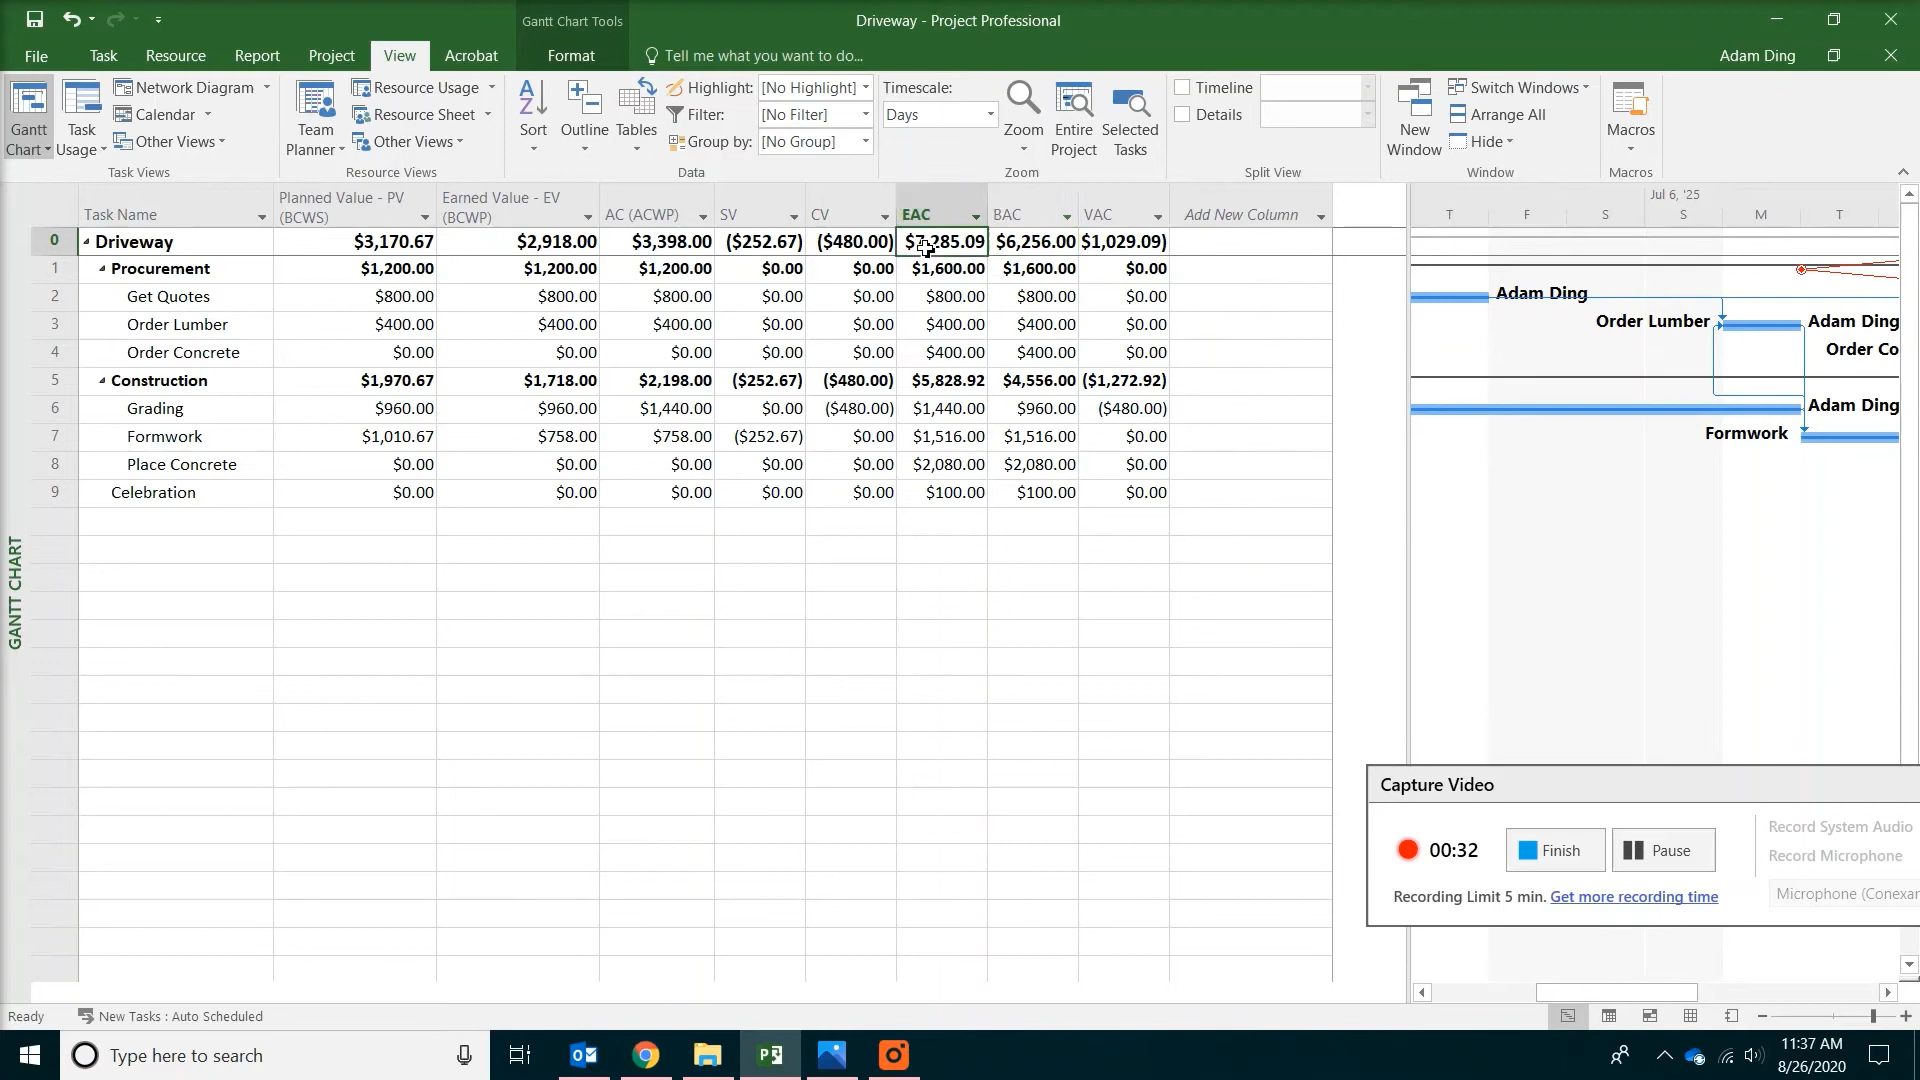 Gantt Chart Tools
Driveway - Project Professional
File Task Resource Report Project View Acrobat Format Tell me what you want to do... Adam Ding
Gantt Chart
Task Usage
Network Diagram
Calendar
Other Views
Task Views
Team Planner
Resource Usage
Resource Sheet
Other Views
Resource Views
Sort
Outline
Tables
Highlight: [No Highlight]
Filter: [No Filter]
Group by: [No Group]
Data
Timescale:
Days
Zoom
Entire Project
Selected Tasks
Zoom
Timeline
Details
Split View
New Window
Switch Windows
Arrange All
Hide
Window
Macros
Macros
Task Name Planned Value - PV (BCWS) Earned Value - EV (BCWP) AC (ACWP) SV CV EAC BAC VAC Add New Column
0 Driveway $3,170.67 $2,918.00 $3,398.00 ($252.67) ($480.00) $7,285.09 $6,256.00 $1,029.09)
1 Procurement $1,200.00 $1,200.00 $1,200.00 $0.00 $0.00 $1,600.00 $1,600.00 $0.00
2 Get Quotes $800.00 $800.00 $800.00 $0.00 $0.00 $800.00 $800.00 $0.00
3 Order Lumber $400.00 $400.00 $400.00 $0.00 $0.00 $400.00 $400.00 $0.00
4 Order Concrete $0.00 $0.00 $0.00 $0.00 $0.00 $400.00 $400.00 $0.00
5 Construction $1,970.67 $1,718.00 $2,198.00 ($252.67) ($480.00) $5,828.92 $4,556.00 ($1,272.92)
6 Grading $960.00 $960.00 $1,440.00 $0.00 ($480.00) $1,440.00 $960.00 ($480.00)
7 Formwork $1,010.67 $758.00 $758.00 ($252.67) $0.00 $1,516.00 $1,516.00 $0.00
8 Place Concrete $0.00 $0.00 $0.00 $0.00 $0.00 $2,080.00 $2,080.00 $0.00
9 Celebration $0.00 $0.00 $0.00 $0.00 $0.00 $100.00 $100.00 $0.00
GANTT CHART
Jul 6, '25
T F S S M T
Adam Ding
Order Lumber Adam Ding
Order Co
Adam Ding
Formwork
Capture Video
00:32 Finish Pause
Record System Audio
Record Microphone
Microphone (Conexar
Recording Limit 5 min. Get more recording time
Ready New Tasks : Auto Scheduled
Type here to search
11:37 AM
8/26/2020